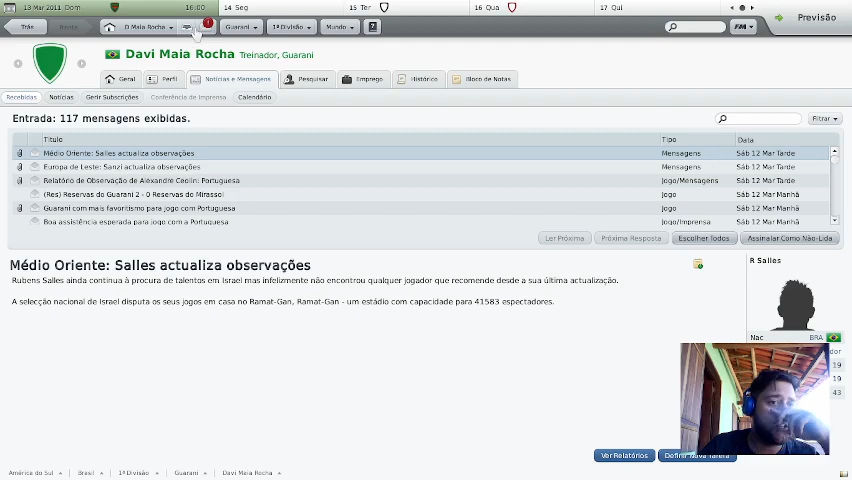 13 Mar 2011 Dom 16:00 14 Seg 15 Ter 16 Qua 17 Qui
Previsão
Trás Frente D Maia Rocha Guarani 1ª Divisão Mundo ? FM
Davi Maia Rocha Treinador, Guarani
Geral Perfil Notícias e Mensagens Pesquisar Emprego Histórico Bloco de Notas
Recebidas Notícias Gerir Subscrições Conferência de Imprensa Calendário
Entrada: 117 mensagens exibidas.
Filtrar
Título Tipo Data
Médio Oriente: Salles actualiza observações Mensagens Sáb 12 Mar Tarde
Europa de Leste: Sanzi actualiza observações Mensagens Sáb 12 Mar Tarde
Relatório de Observação de Alexandre Ceolin: Portuguesa Jogo/Mensagens Sáb 12 Mar Tarde
(Res) Reservas do Guarani 2 - 0 Reservas do Mirassol Jogo Sáb 12 Mar Manhã
Guarani com mais favoritismo para jogo com Portuguesa Jogo Sáb 12 Mar Manhã
Boa assistência esperada para jogo com a Portuguesa Jogo/Imprensa Sáb 12 Mar Manhã
Ler Próxima Próxima Resposta Escolher Todos Assinalar Como Não-Lida
Médio Oriente: Salles actualiza observações
R Salles
Rubens Salles ainda continua à procura de talentos em Israel mas infelizmente não encontrou qualquer jogador que recomende desde a sua última actualização.
A selecção nacional de Israel disputa os seus jogos em casa no Ramat-Gan, Ramat-Gan - um estádio com capacidade para 41583 espectadores.
Nac BRA
dor
19
19
43
Ver Relatórios Definir Nova Tarefa
América do Sul Brasil 1ª Divisão Guarani Davi Maia Rocha